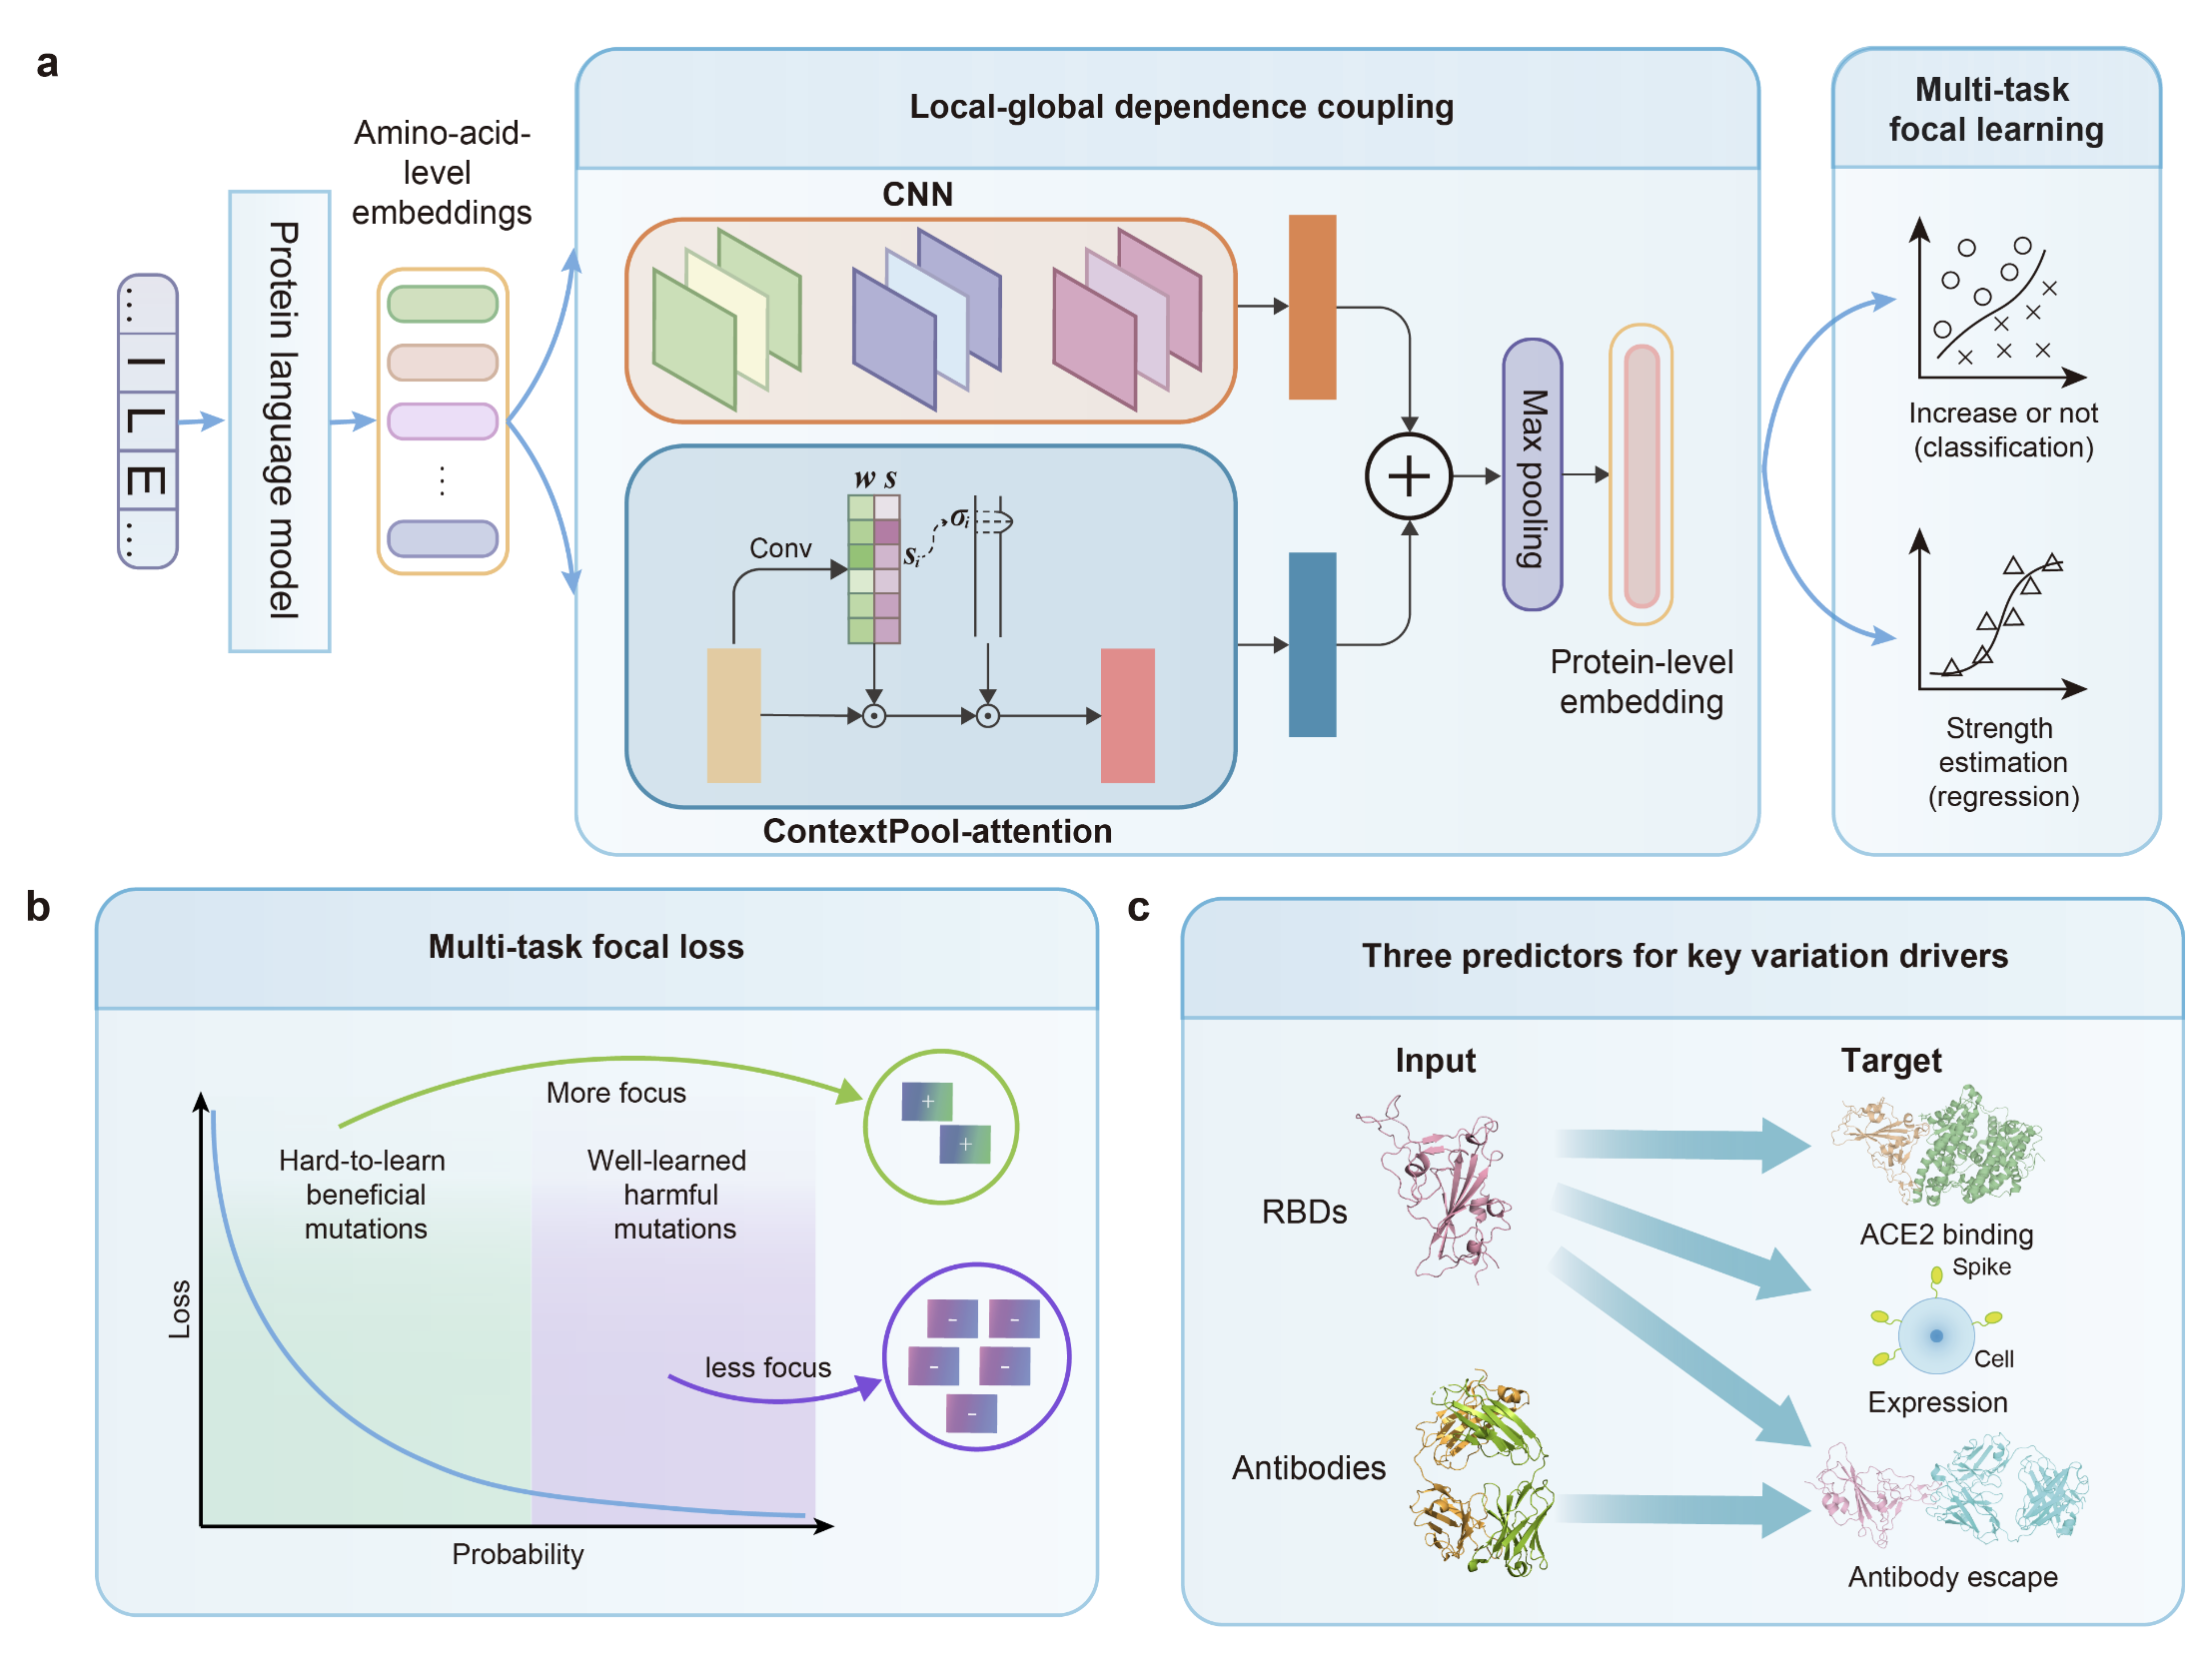 a
Local-global dependence coupling
Multi-task
focal learning
Amino-acid-
level
embeddings
CNN
Protein language model
...
I
L
E
...
...
w s
Conv
σi
si
Max pooling
Increase or not
(classification)
Protein-level
embedding
Strength
estimation
(regression)
ContextPool-attention
b
Multi-task focal loss
More focus
Hard-to-learn
beneficial
mutations
Well-learned
harmful
mutations
+
+
Loss
less focus
- -
- -
-
Probability
c
Three predictors for key variation drivers
Input
Target
RBDs
ACE2 binding
Spike
Cell
Expression
Antibodies
Antibody escape